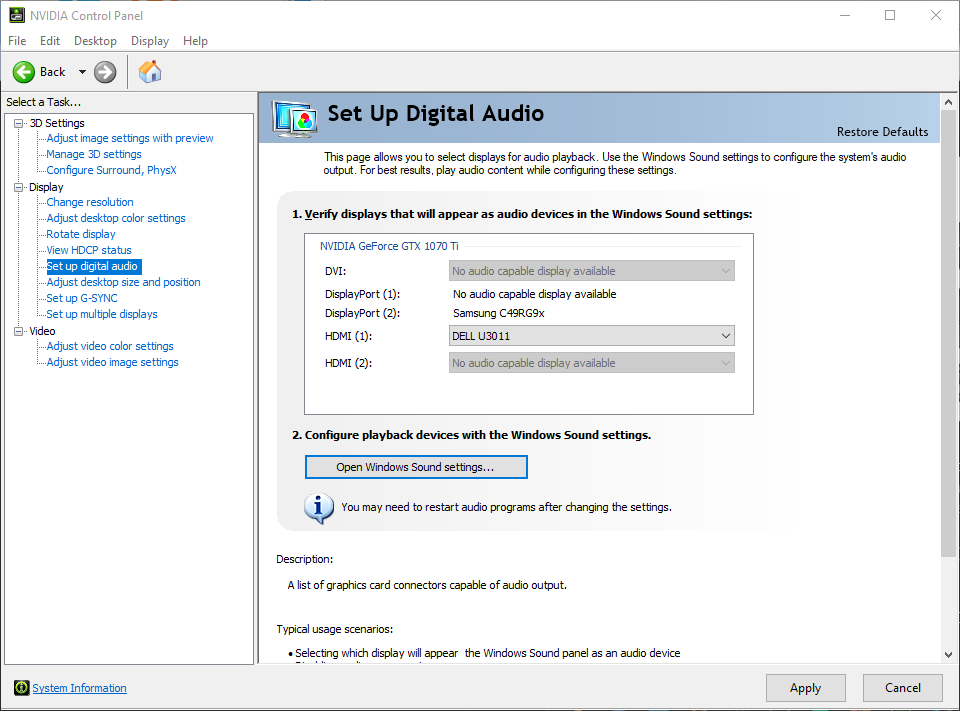 NVIDIA Control Panel
File Edit Desktop Display Help
Back
Select a Task...
3D Settings
Adjust image settings with preview
Manage 3D settings
Configure Surround, PhysX
Display
Change resolution
Adjust desktop color settings
Rotate display
View HDCP status
Set up digital audio
Adjust desktop size and position
Set up G-SYNC
Set up multiple displays
Video
Adjust video color settings
Adjust video image settings
Set Up Digital Audio
Restore Defaults
This page allows you to select displays for audio playback. Use the Windows Sound settings to configure the system's audio
output. For best results, play audio content while configuring these settings.
1. Verify displays that will appear as audio devices in the Windows Sound settings:
NVIDIA GeForce GTX 1070 Ti
DVI: No audio capable display available
DisplayPort (1): No audio capable display available
DisplayPort (2): Samsung C49RG9x
HDMI (1): DELL U3011
HDMI (2): No audio capable display available
2. Configure playback devices with the Windows Sound settings.
Open Windows Sound settings...
You may need to restart audio programs after changing the settings.
Description:
A list of graphics card connectors capable of audio output.
Typical usage scenarios:
• Selecting which display will appear  the Windows Sound panel as an audio device
System Information
Apply Cancel